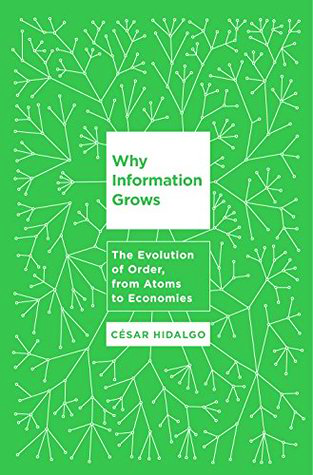 Why
Information
Grows
The Evolution
of Order,
from Atoms
to Economies
CÉSAR HIDALGO